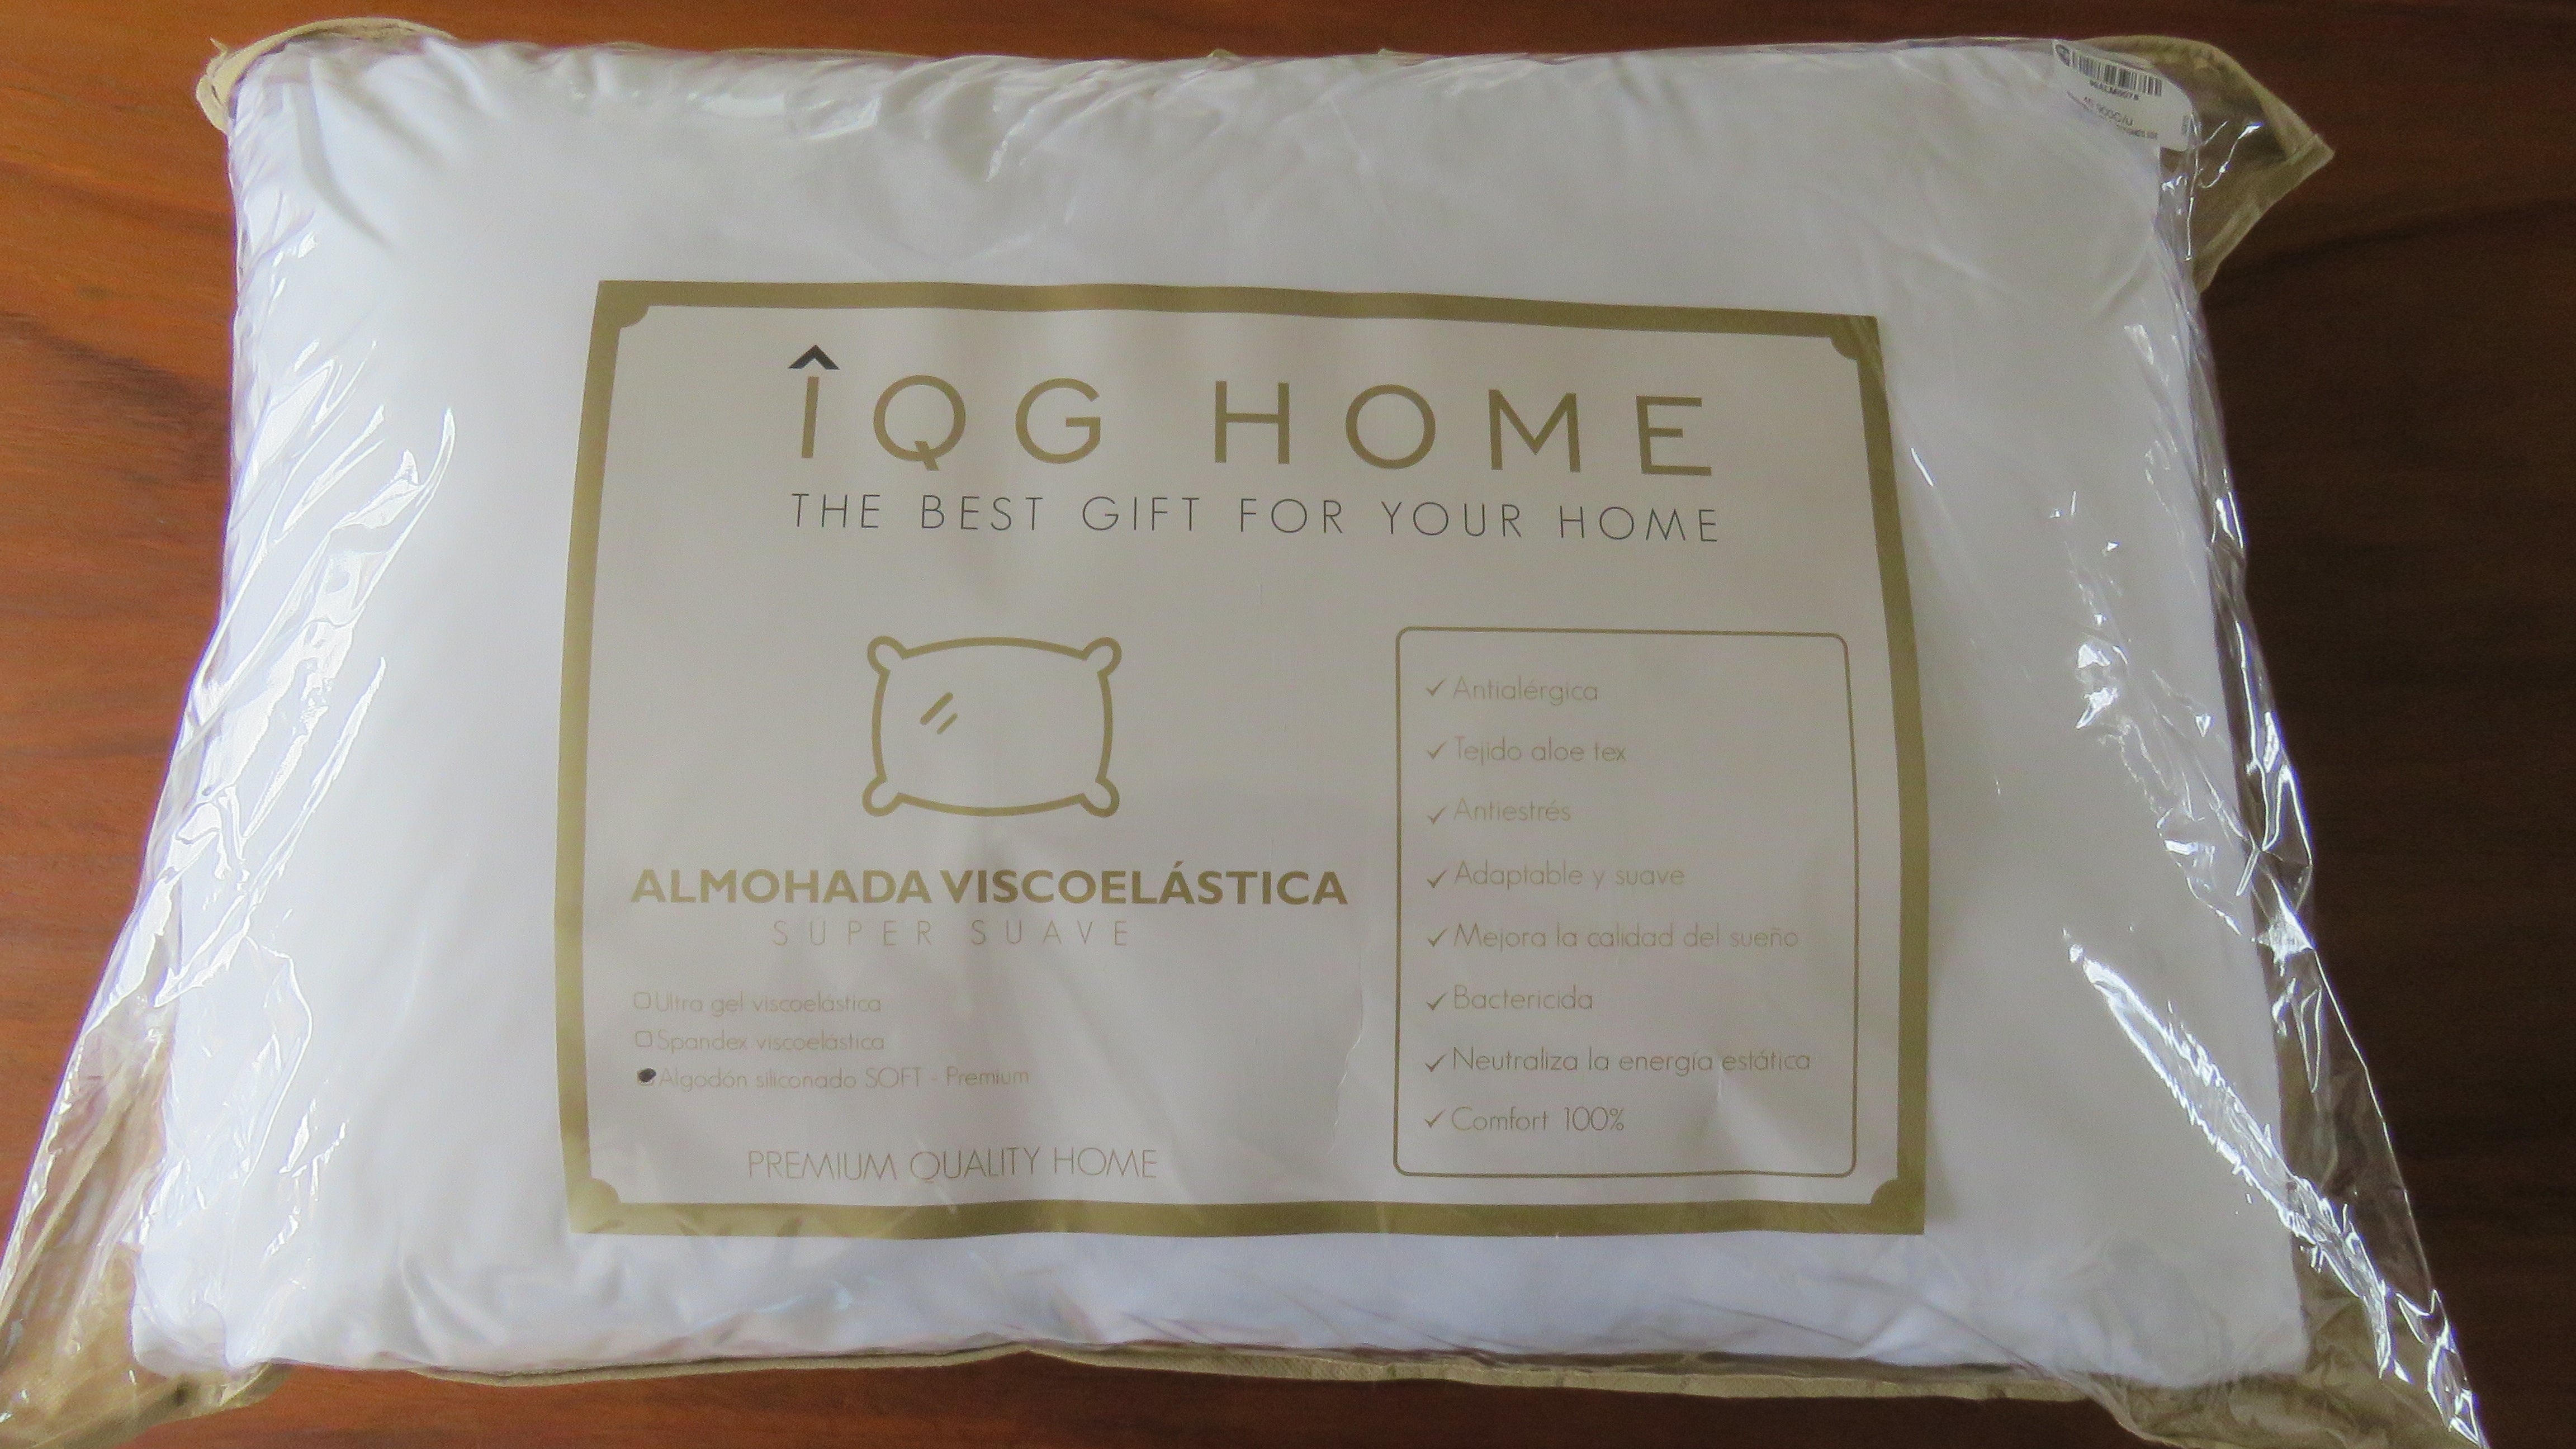 ÎQG HOME
THE BEST GIFT FOR YOUR HOME
ALMOHADA VISCOELÁSTICA
SUPER SUAVE
Ultra gel viscoelástica
Spandex viscoelástica
Algodón siliconado SOFT - Premium
PREMIUM QUALITY HOME
Antialérgica
Tejido aloe tex
Antiestrés
Adaptable y suave
Mejora la calidad del sueño
Bactericida
Neutraliza la energía estática
Comfort 100%